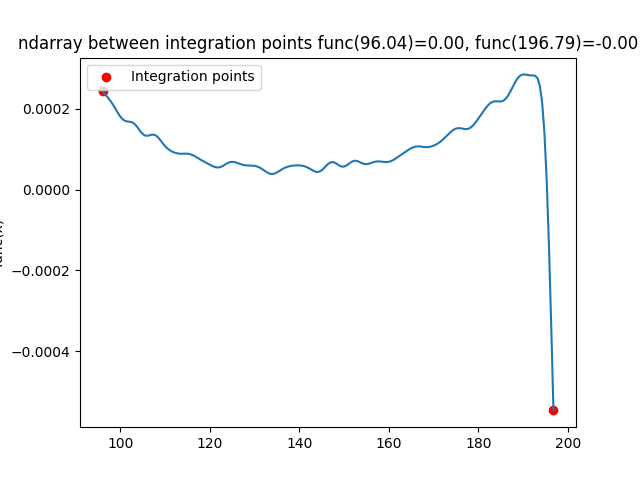 ndarray between integration points func(96.04)=0.00, func(196.79)=-0.00
Integration points
0.0002
0.0000
−0.0002
−0.0004
100 120 140 160 180 200